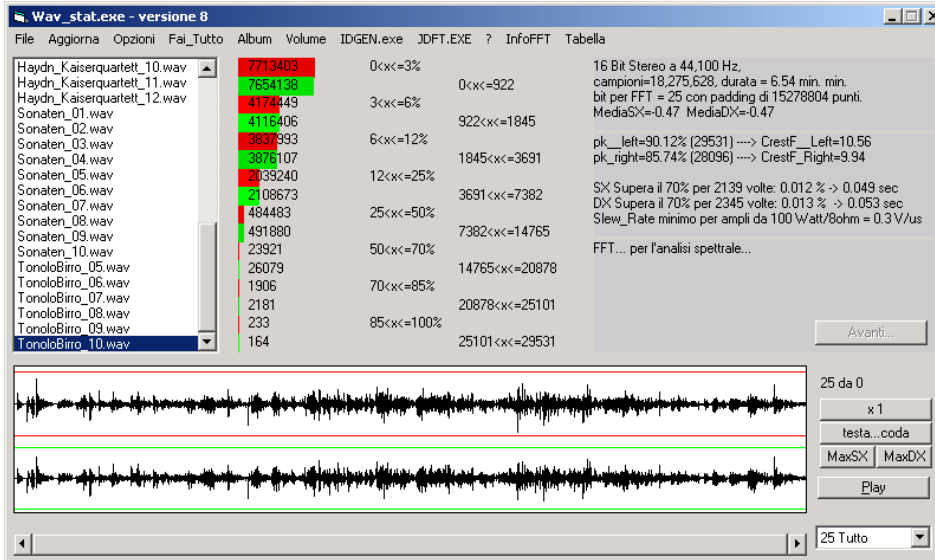 Wav_stat.exe - versione 8
File Aggiorna Opzioni Fai_Tutto Album Volume IDGEN.exe JDFT.EXE ? InfoFFT Tabella
Haydn_Kaiserquartett_10.wav
Haydn_Kaiserquartett_11.wav
Haydn_Kaiserquartett_12.wav
Sonaten_01.wav
Sonaten_02.wav
Sonaten_03.wav
Sonaten_04.wav
Sonaten_05.wav
Sonaten_06.wav
Sonaten_07.wav
Sonaten_08.wav
Sonaten_09.wav
Sonaten_10.wav
TonoloBirro_05.wav
TonoloBirro_06.wav
TonoloBirro_07.wav
TonoloBirro_08.wav
TonoloBirro_09.wav
TonoloBirro_10.wav
7713403 0<x<=3%
7654138 0<x<=922
4174449 3<x<=6%
4116406 922<x<=1845
3837993 6<x<=12%
3876107 1845<x<=3691
2039240 12<x<=25%
2108673 3691<x<=7382
484483 25<x<=50%
491880 7382<x<=14765
23921 50<x<=70%
26079 14765<x<=20878
1906 70<x<=85%
2181 20878<x<=25101
233 85<x<=100%
164 25101<x<=29531
16 Bit Stereo a 44,100 Hz,
campioni=18,275,628, durata = 6.54 min. min.
bit per FFT = 25 con padding di 15278804 punti.
MediaSX=-0.47 MediaDX=-0.47
pk__left=90.12% (29531) ----> CrestF__Left=10.56
pk_right=85.74% (28096) ----> CrestF_Right=9.94
SX Supera il 70% per 2139 volte: 0.012 % -> 0.049 sec
DX Supera il 70% per 2345 volte: 0.013 % -> 0.053 sec
Slew_Rate minimo per ampli da 100 Watt/8ohm = 0.3 V/us
FFT... per l'analisi spettrale...
Avanti...
25 da 0
x 1
testa...coda
MaxSX MaxDX
Play
25 Tutto